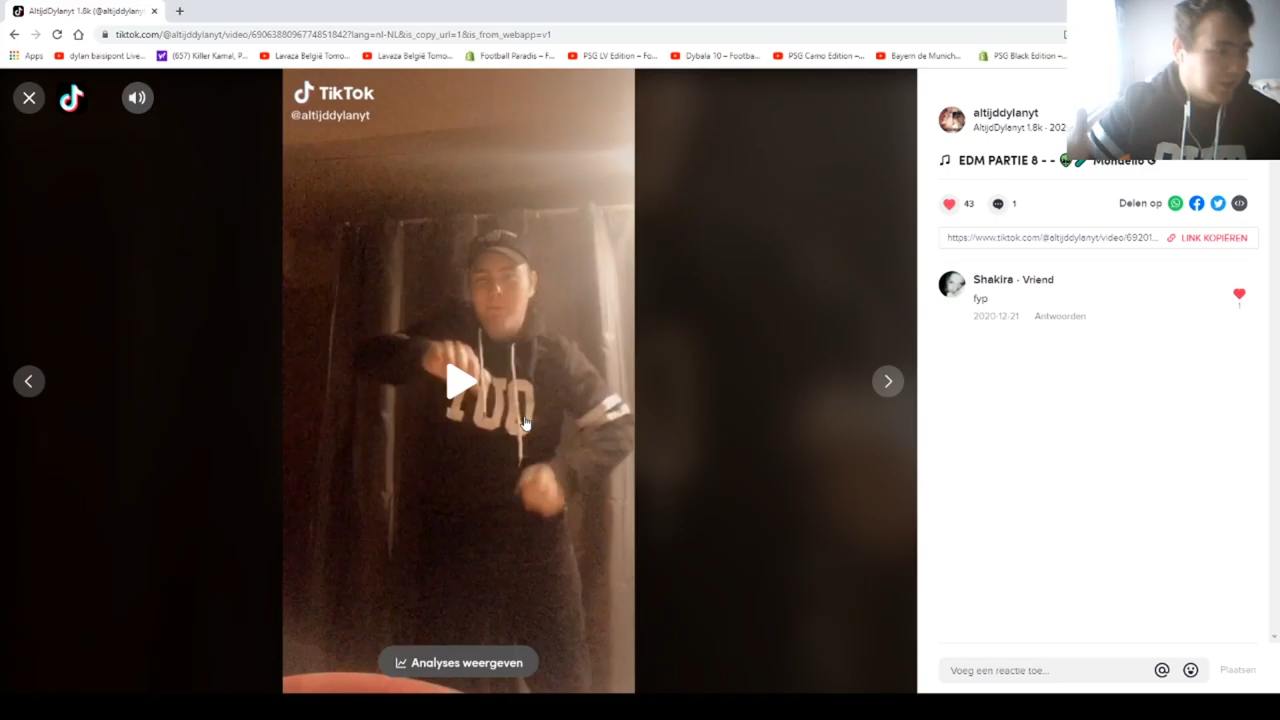 AltijdDylanyt 1.8k (@altijddylany
tiktok.com/@altijddylanyt/video/6906388096774851842?lang=nl-NL&is_copy_url=1&is_from_webapp=v1
Apps
dylan basipont Live...
(657) Killer Kamal, P...
Lavaza België Tomo...
Lavaza België Tomo...
Football Paradis – F...
PSG LV Edition – Fo...
Dybala 10 – Footba...
PSG Camo Edition –...
Bayern de Munich...
PSG Black Edition –...
TikTok
@altijddylanyt
altijddylanyt
AltijdDylanyt 1.8k · 202
EDM PARTIE 8 - - Mondello G
43
1
Delen op
https://www.tiktok.com/@altijddylanyt/video/69201...
LINK KOPIËREN
Shakira · Vriend
fyp
1
2020-12-21 Antwoorden
Analyses weergeven
Voeg een reactie toe...
Plaatsen